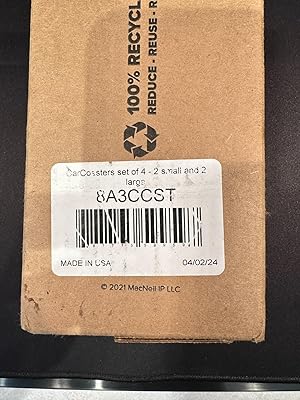 100% RECYCL
REDUCE - REUSE - R
CarCoasters set of 4 - 2 small and 2
large
8A3CCST
MADE IN USA
04/02/24
© 2021 MacNeil IP LLC